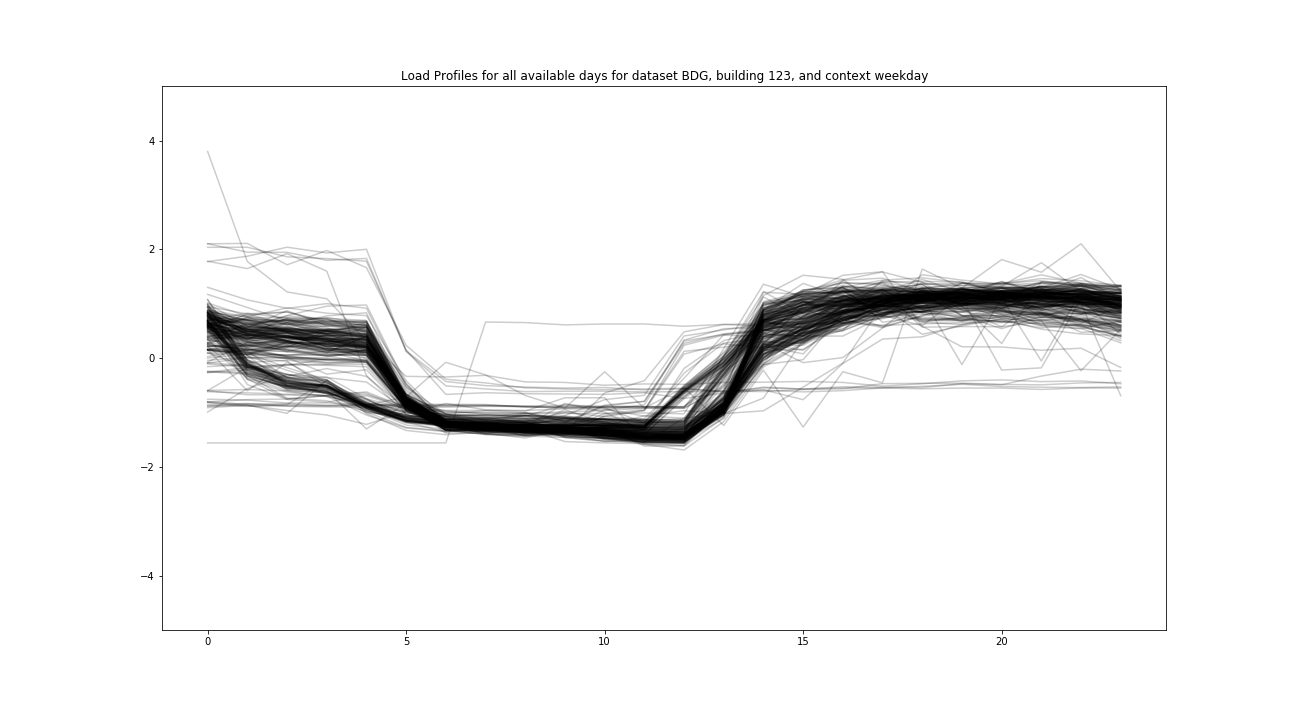 Load Profiles for all available days for dataset BDG, building 123, and context weekday
4
2
0
−2
−4
0 5 10 15 20